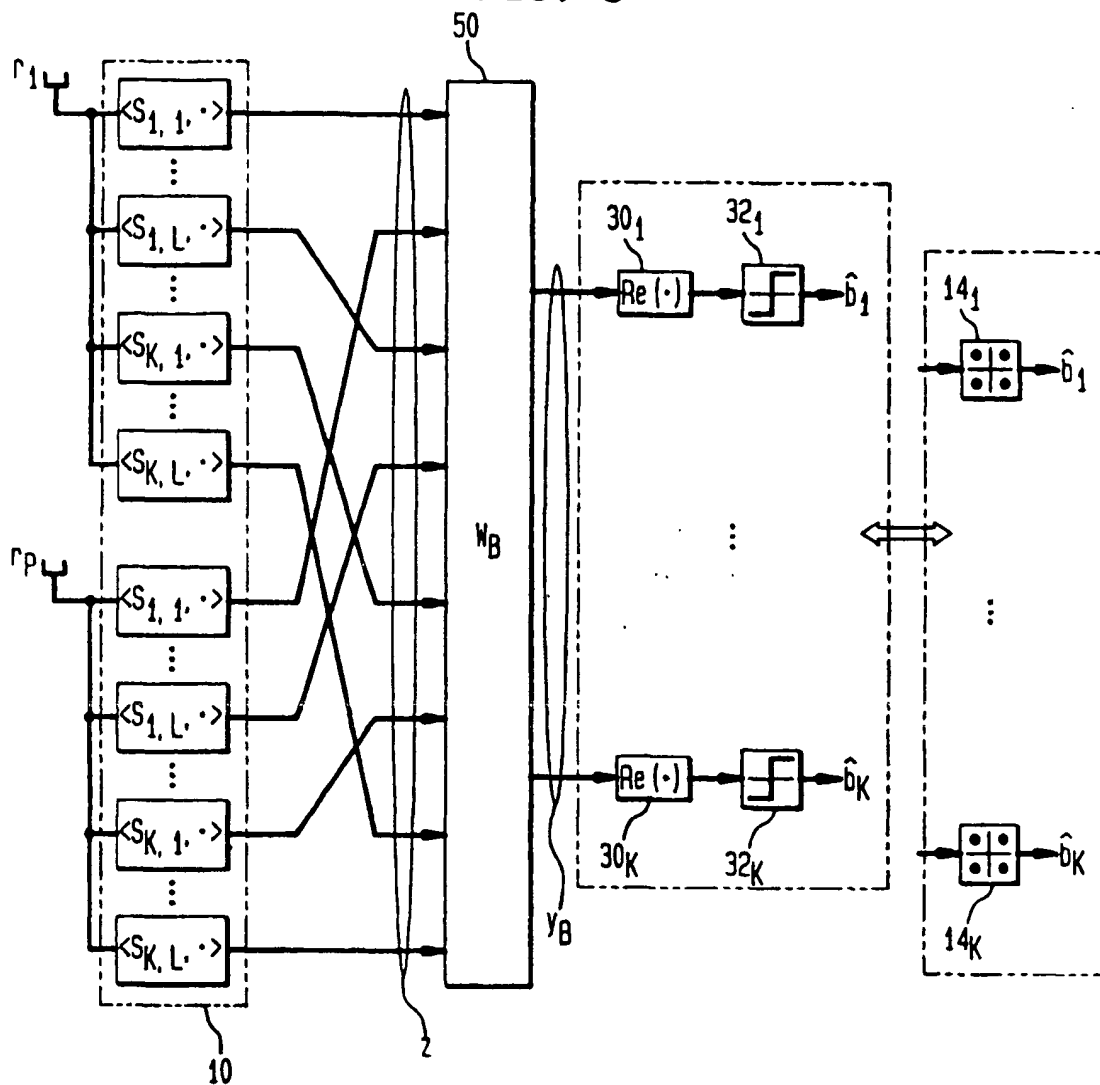 50
r1
<S1, 1, ·>
<S1, L, ·>
<SK, 1, ·>
<SK, L, ·>
rP
<S1, 1, ·>
<S1, L, ·>
<SK, 1, ·>
<SK, L, ·>
10
2
WB
yB
301
Re(·)
321
b̂1
30K
Re(·)
32K
b̂K
141
b̂1
14K
b̂K